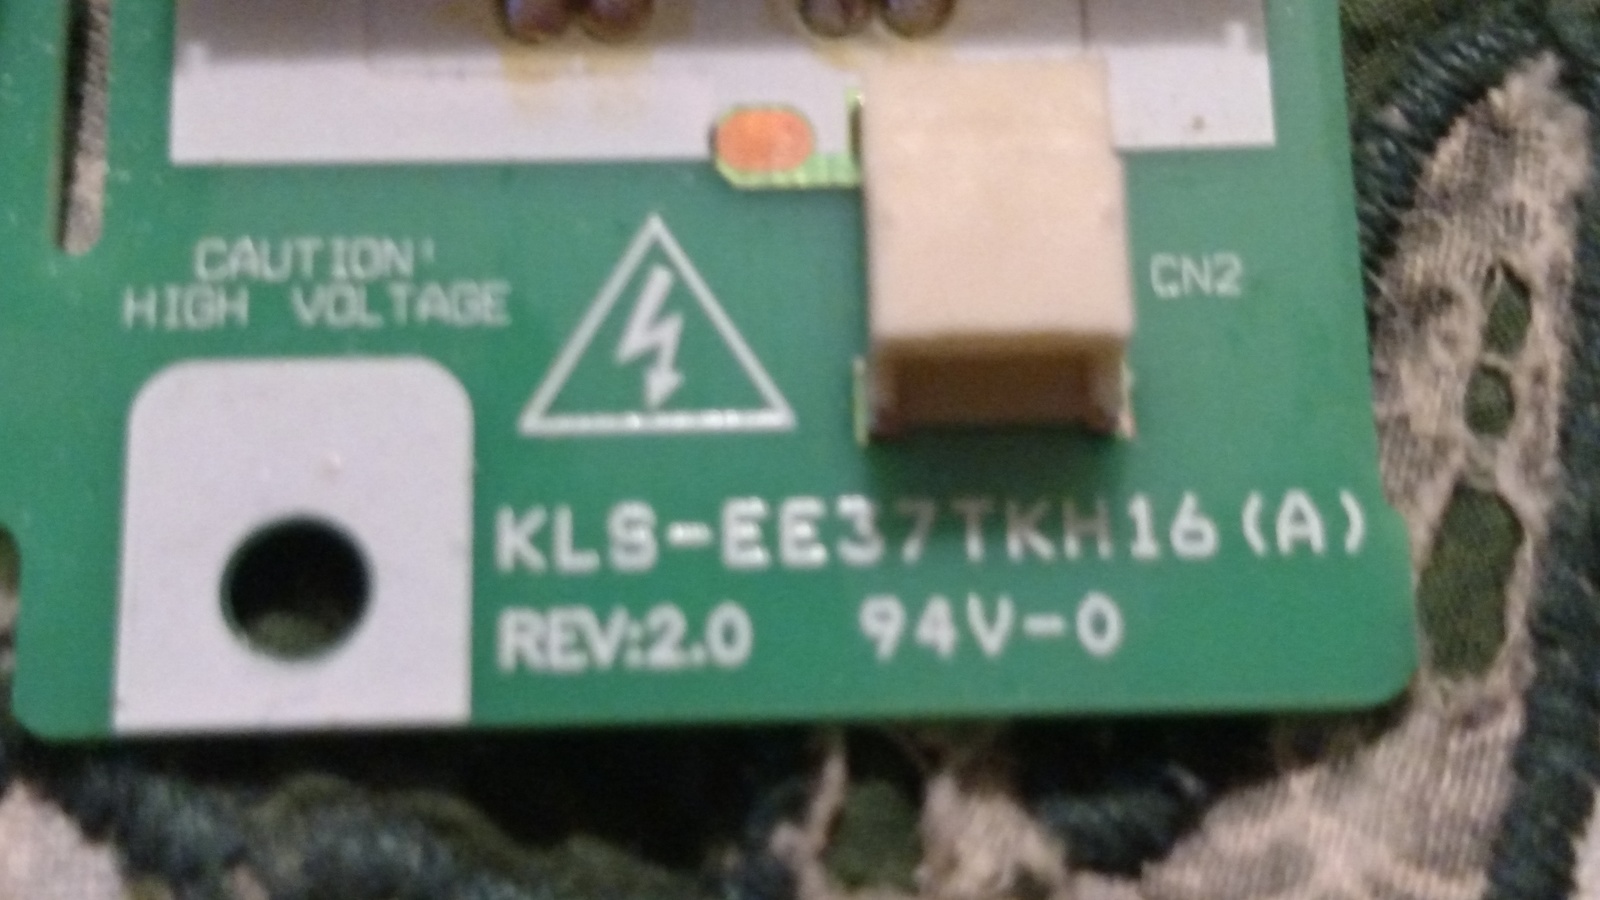 CAUTION!
HIGH VOLTAGE
CN2
KLS-EE37TKH16(A)
REV:2.0 94V-0